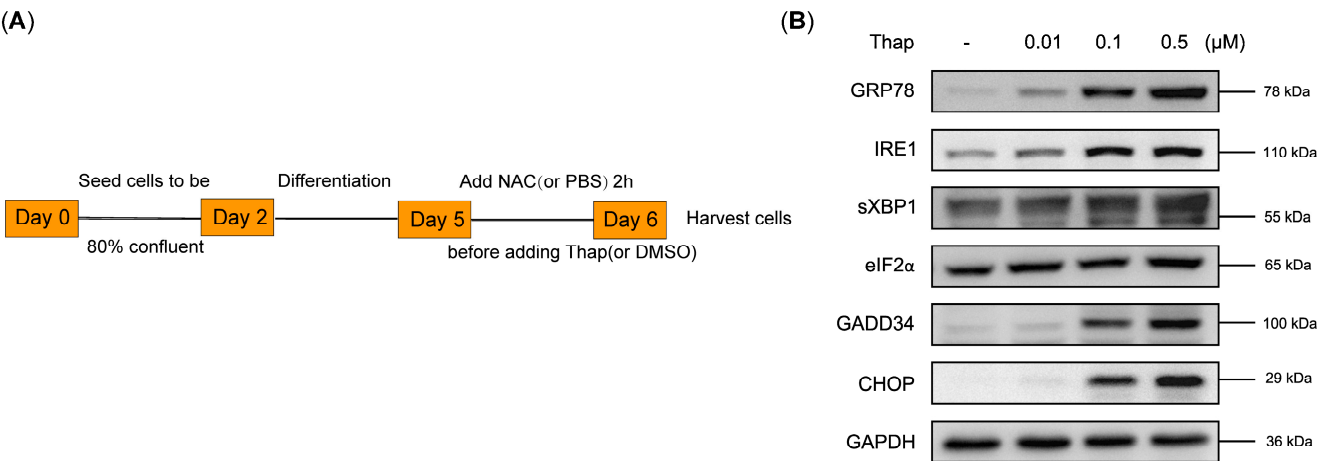 (A)
Seed cells to be
Differentiation
Add NAC(or PBS) 2h
Day 0
Day 2
Day 5
Day 6
Harvest cells
80% confluent
before adding Thap(or DMSO)
(B)
Thap - 0.01 0.1 0.5 (μM)
GRP78 78 kDa
IRE1 110 kDa
sXBP1 55 kDa
eIF2α 65 kDa
GADD34 100 kDa
CHOP 29 kDa
GAPDH 36 kDa